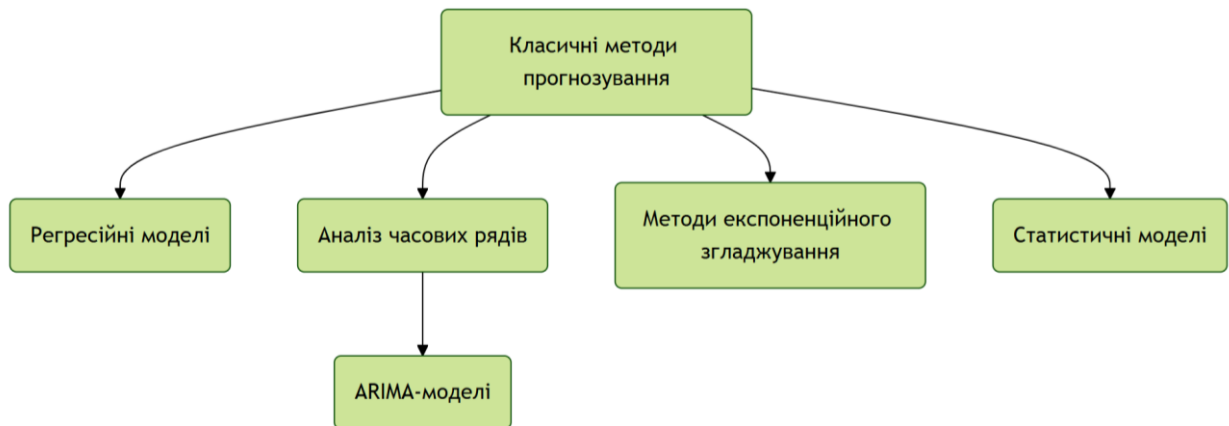 Класичні методи
прогнозування
Регресійні моделі
Аналіз часових рядів
Методи експоненційного
згладжування
Статистичні моделі
ARIMA-моделі